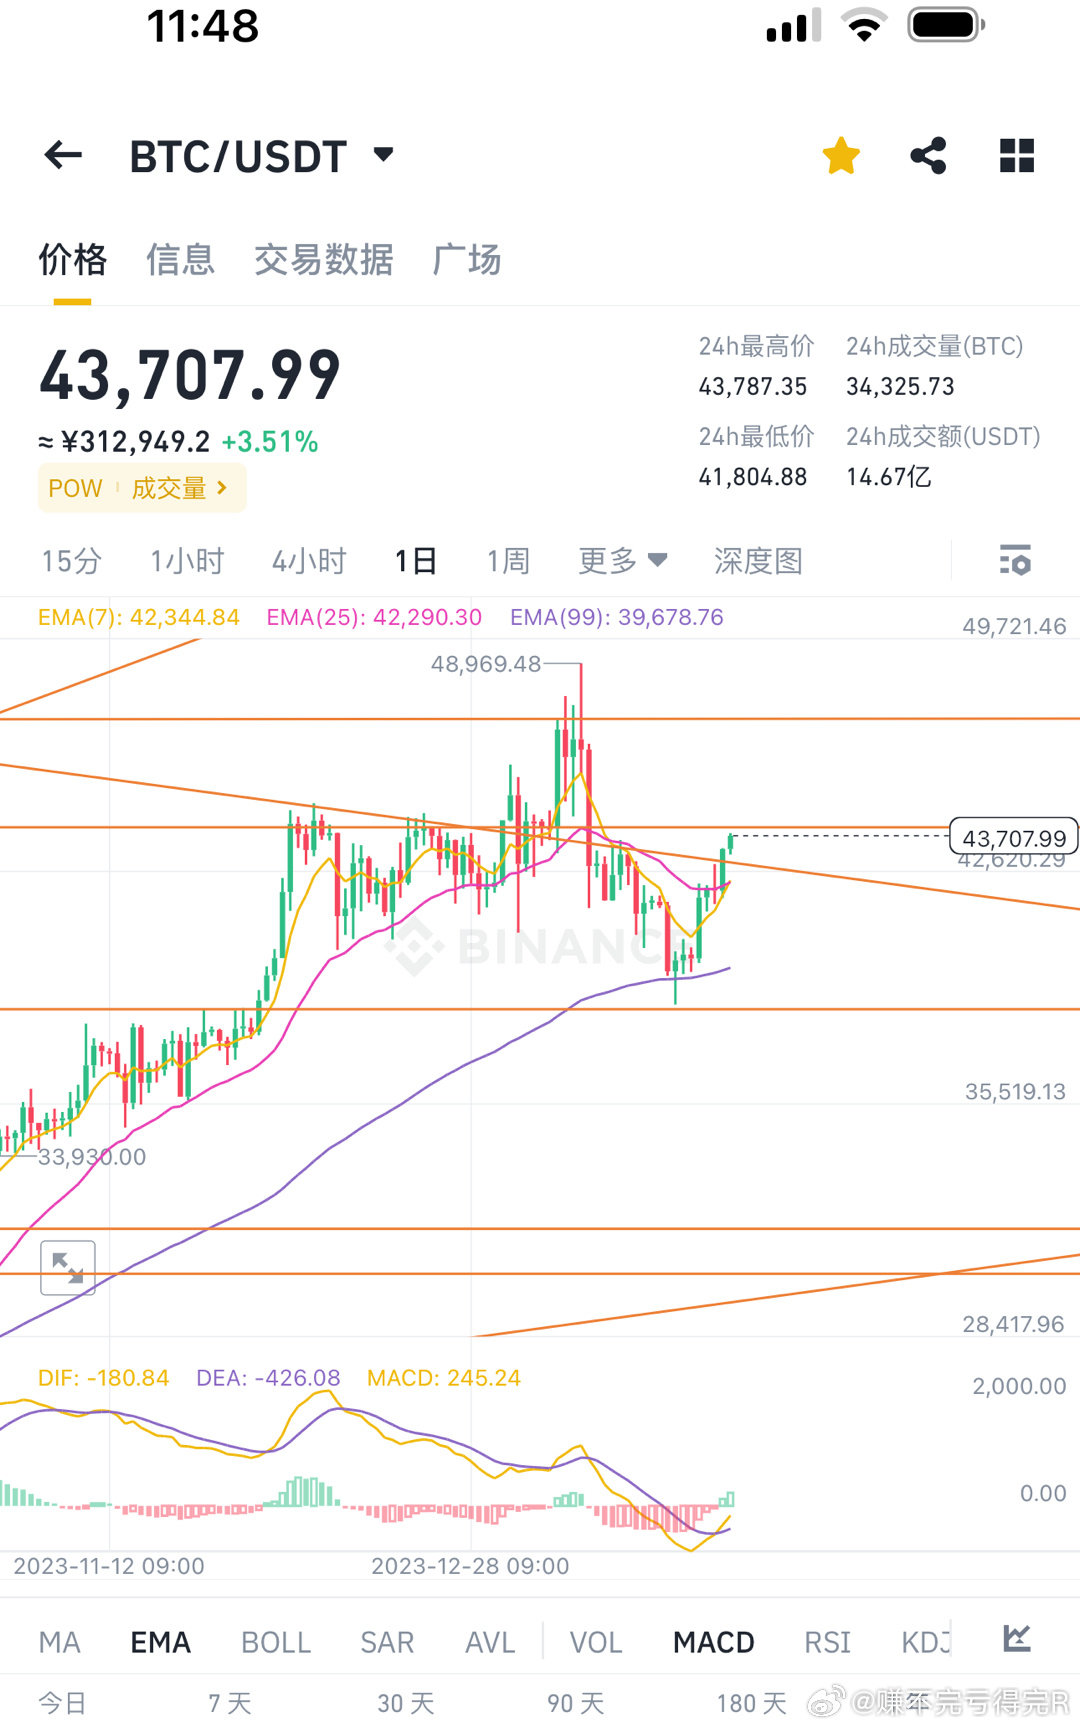 11:48
BTC/USDT
价格 信息 交易数据 广场
43,707.99
≈ ¥312,949.2 +3.51%
POW 成交量
24h最高价 24h成交量(BTC)
43,787.35 34,325.73
24h最低价 24h成交额(USDT)
41,804.88 14.67亿
15分 1小时 4小时 1日 1周 更多 深度图
EMA(7): 42,344.84 EMA(25): 42,290.30 EMA(99): 39,678.76
49,721.46
48,969.48
43,707.99
42,620.29
BINANCE
35,519.13
33,930.00
28,417.96
DIF: -180.84 DEA: -426.08 MACD: 245.24
2,000.00
0.00
2023-11-12 09:00 2023-12-28 09:00
MA EMA BOLL SAR AVL VOL MACD RSI KDJ
今日 7天 30天 90天 180天
@赚不完亏得完R